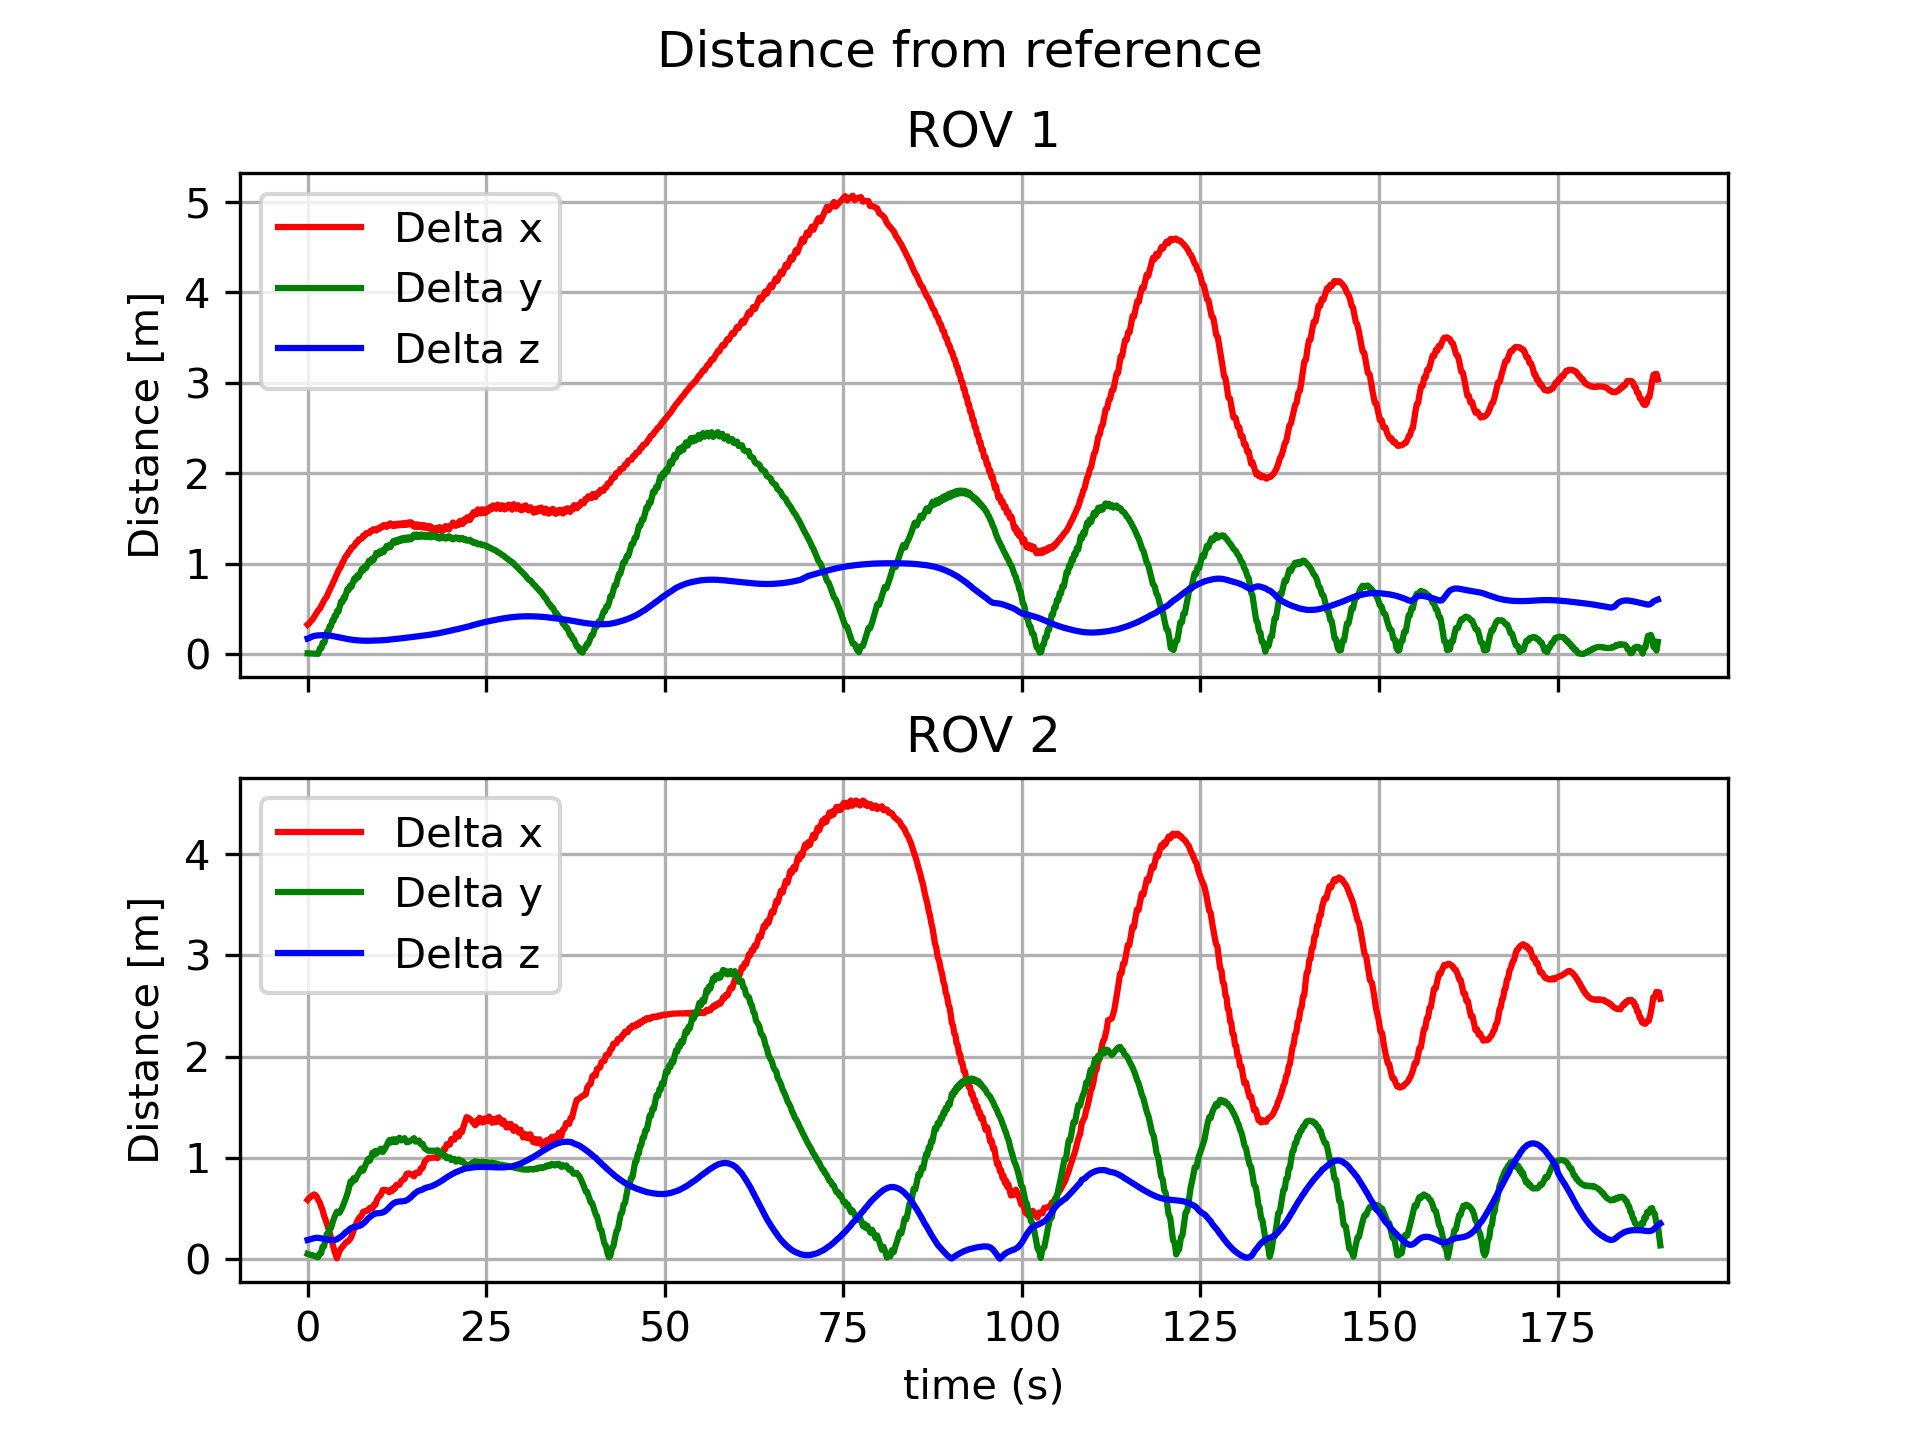 Distance from reference
ROV 1
5
4
3
2
1
0
Distance [m]
Delta x
Delta y
Delta z
ROV 2
4
3
2
1
0
Distance [m]
Delta x
Delta y
Delta z
0 25 50 75 100 125 150 175
time (s)